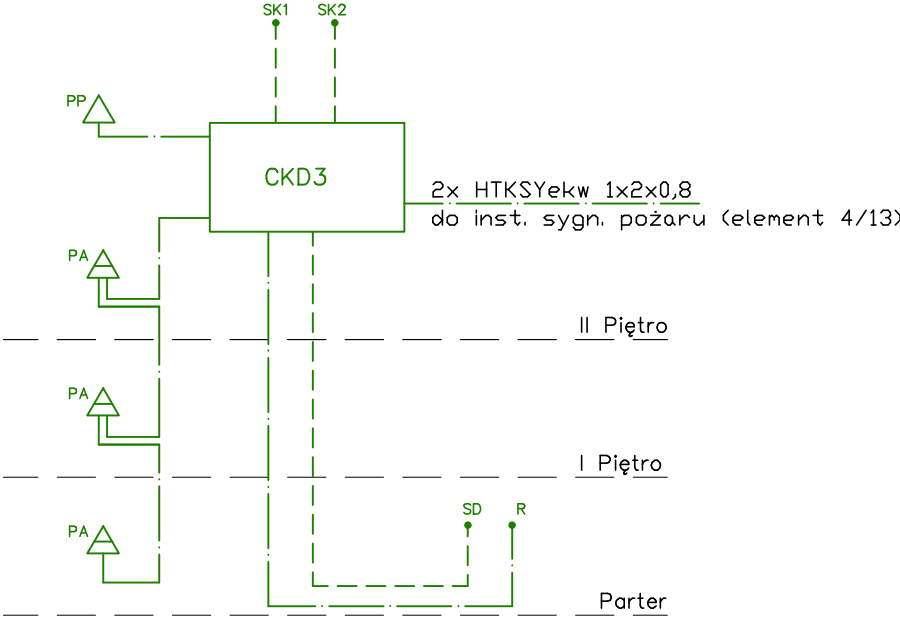 SK1 SK2
PP
CKD3
2x HTKSYekw 1x2x0,8
do inst. sygn. pożaru (element 4/13)
PA
II Piętro
PA
I Piętro
SD R
PA
Parter